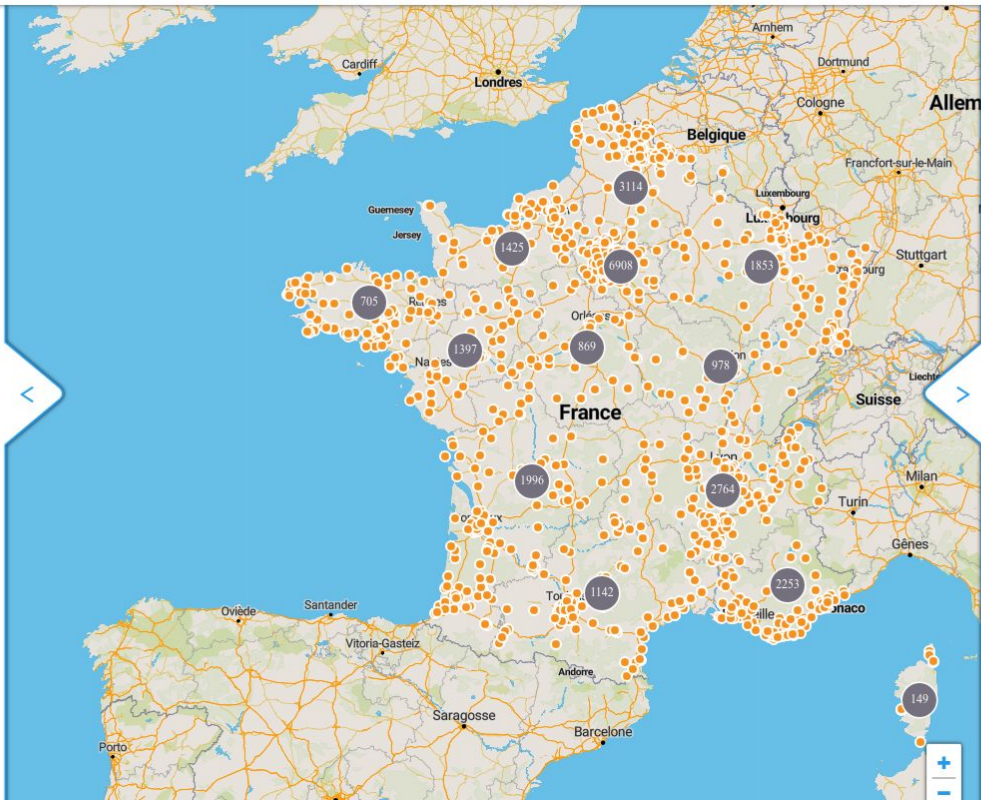 Arnhem
Cardiff
Dortmund
Londres
Cologne
Allem
Belgique
Francfort-sur-le-Main
3114
Luxembourg
Guernesey
Jersey
1425
Stuttgart
6908
1853
705
869
1397
978
<
Suisse
>
France
1996
2764
Milan
Turin
Gênes
1142
2253
Oviède
Santander
Vitoria-Gasteiz
Andorre
149
Saragosse
Barcelone
Porto
+
−